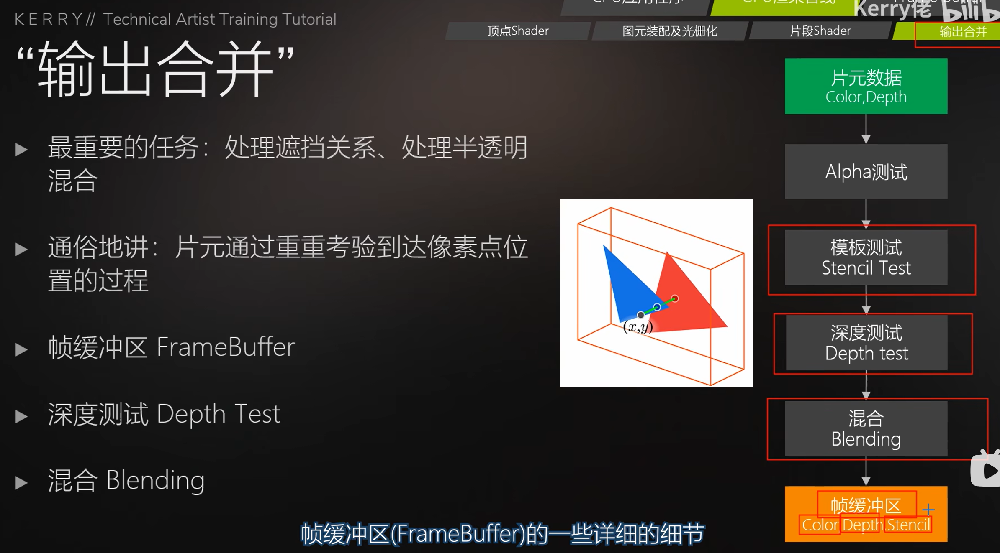 KERRY// Technical Artist Training Tutorial
Kerry佬 bilib
顶点Shader
图元装配及光栅化
片段Shader
输出合并
“输出合并”
▶ 最重要的任务：处理遮挡关系、处理半透明
混合
▶ 通俗地讲：片元通过重重考验到达像素点位
置的过程
▶ 帧缓冲区 FrameBuffer
▶ 深度测试 Depth Test
▶ 混合 Blending
(x,y)
片元数据
Color,Depth
Alpha测试
模板测试
Stencil Test
深度测试
Depth test
混合
Blending
帧缓冲区
Color,Depth,Stencil
帧缓冲区(FrameBuffer)的一些详细的细节